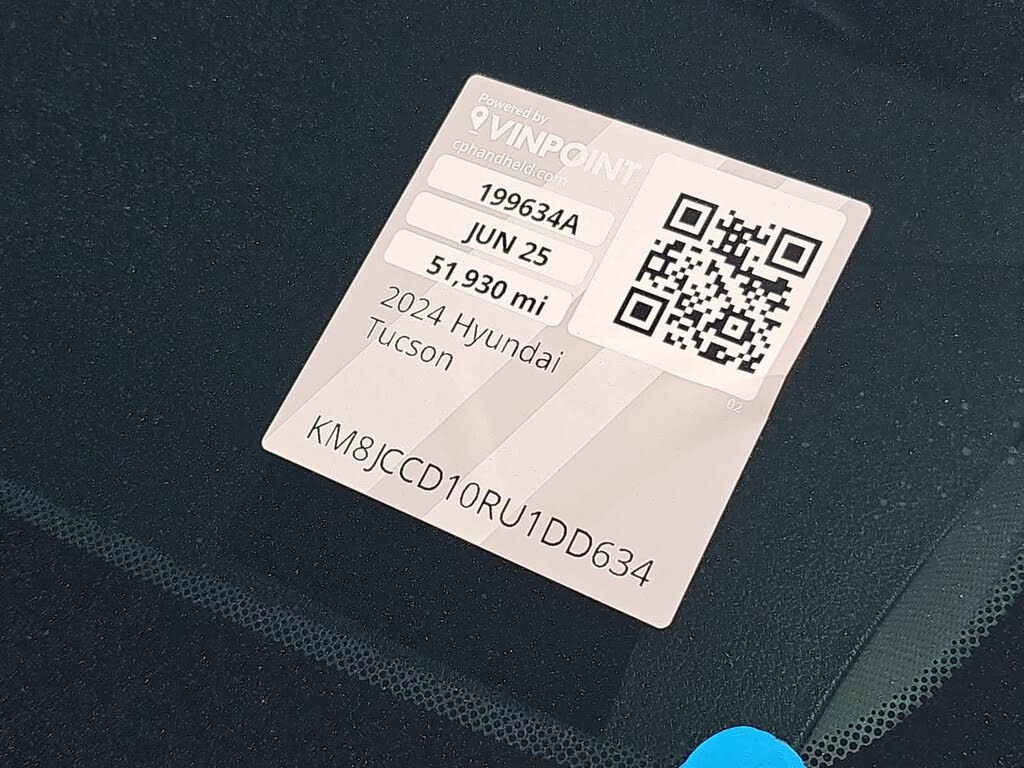 Powered by
VINPOINT
cphandheld.com
199634A
JUN 25
51,930 mi
2024 Hyundai
Tucson
02
KM8JCCD10RU1DD634